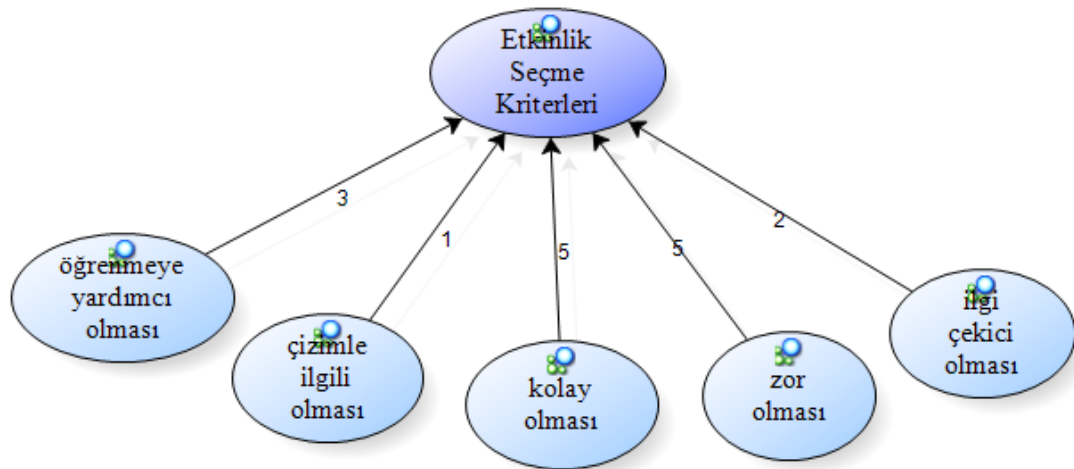 Etkinlik
Seçme
Kriterleri
3
1
5
5
2
öğrenmeye
yardımcı
olması
çizimle
ilgili
olması
kolay
olması
zor
olması
ilgi
çekici
olması